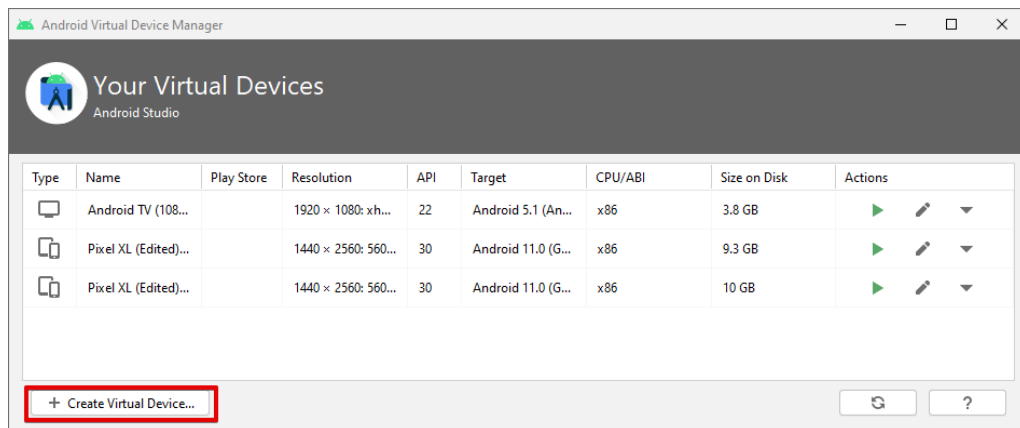 Android Virtual Device Manager
Your Virtual Devices
Android Studio
Type Name Play Store Resolution API Target CPU/ABI Size on Disk Actions
Android TV (108... 1920 × 1080: xh... 22 Android 5.1 (An... x86 3.8 GB
Pixel XL (Edited)... 1440 × 2560: 560... 30 Android 11.0 (G... x86 9.3 GB
Pixel XL (Edited)... 1440 × 2560: 560... 30 Android 11.0 (G... x86 10 GB
+ Create Virtual Device... ?